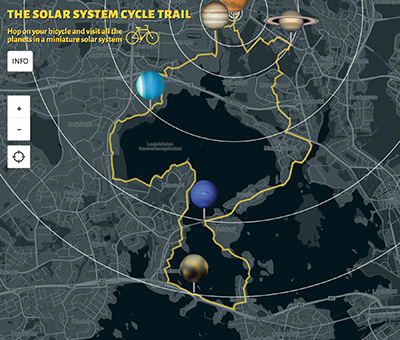 THE SOLAR SYSTEM CYCLE TRAIL
Hop on your bicycle and visit all the
planets in a miniature solar system
INFO
+
−